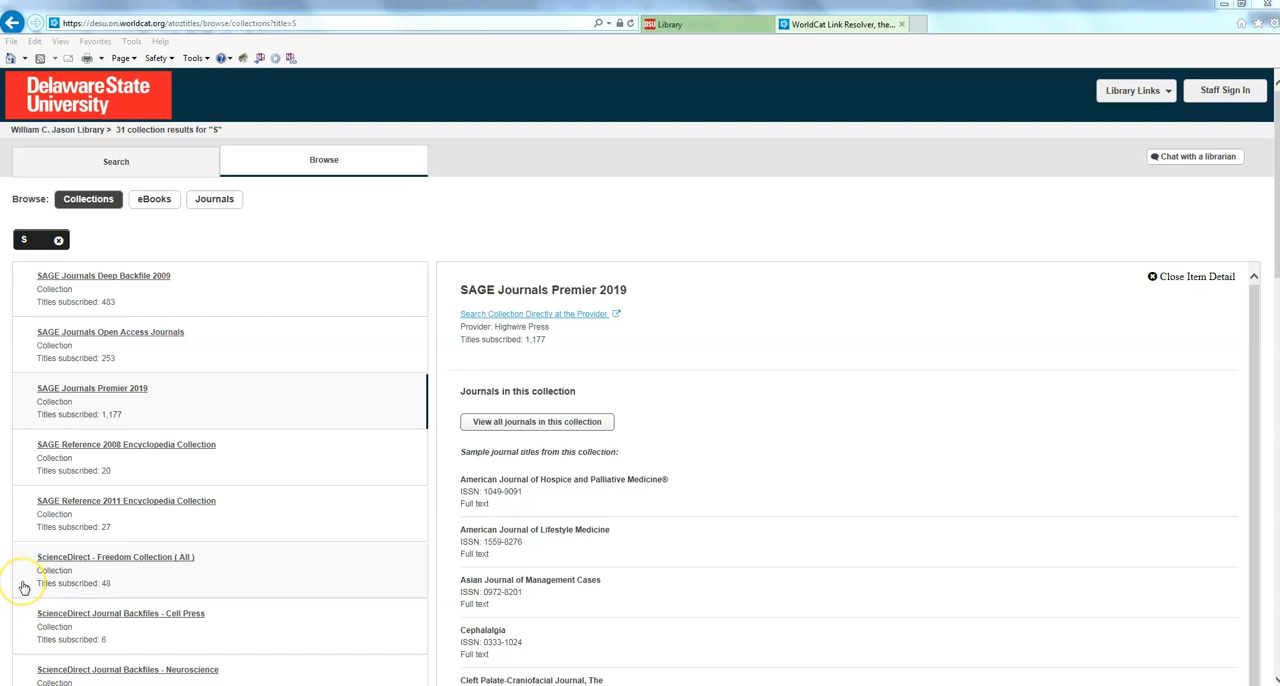 https://desu.on.worldcat.org/atoztitles/browse/collections?title=S
DSU Library
WorldCat Link Resolver, the...
File Edit View Favorites Tools Help
Page Safety Tools
Delaware State
University
Library Links
Staff Sign In
William C. Jason Library > 31 collection results for "S"
Search
Browse
Chat with a librarian
Browse: Collections eBooks Journals
S
SAGE Journals Deep Backfile 2009
Collection
Titles subscribed: 483
SAGE Journals Open Access Journals
Collection
Titles subscribed: 253
SAGE Journals Premier 2019
Collection
Titles subscribed: 1,177
SAGE Reference 2008 Encyclopedia Collection
Collection
Titles subscribed: 20
SAGE Reference 2011 Encyclopedia Collection
Collection
Titles subscribed: 27
ScienceDirect - Freedom Collection ( All )
Collection
Titles subscribed: 48
ScienceDirect Journal Backfiles - Cell Press
Collection
Titles subscribed: 6
ScienceDirect Journal Backfiles - Neuroscience
Collection
Close Item Detail
SAGE Journals Premier 2019
Search Collection Directly at the Provider
Provider: Highwire Press
Titles subscribed: 1,177
Journals in this collection
View all journals in this collection
Sample journal titles from this collection:
American Journal of Hospice and Palliative Medicine®
ISSN: 1049-9091
Full text
American Journal of Lifestyle Medicine
ISSN: 1559-8276
Full text
Asian Journal of Management Cases
ISSN: 0972-8201
Full text
Cephalalgia
ISSN: 0333-1024
Full text
Cleft Palate-Craniofacial Journal, The